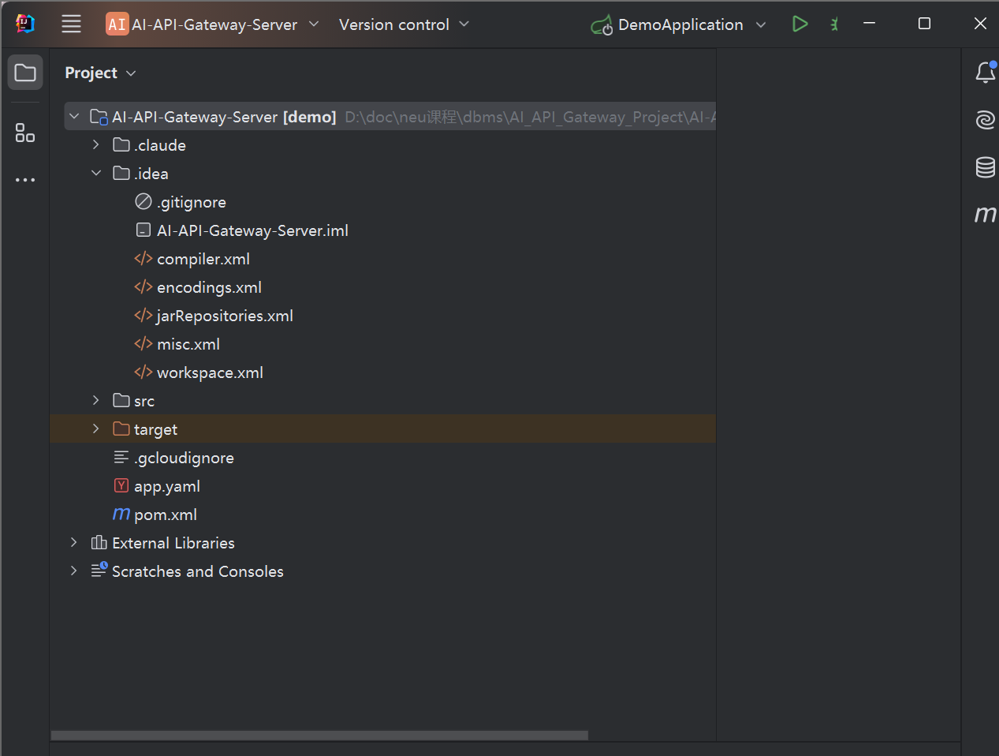 AI AI-API-Gateway-Server Version control DemoApplication
Project
AI-API-Gateway-Server [demo] D:\doc\neu课程\dbms\AI_API_Gateway_Project\AI-A
.claude
.idea
.gitignore
AI-API-Gateway-Server.iml
</> compiler.xml
</> encodings.xml
</> jarRepositories.xml
</> misc.xml
</> workspace.xml
src
target
.gcloudignore
Y app.yaml
m pom.xml
External Libraries
Scratches and Consoles
m